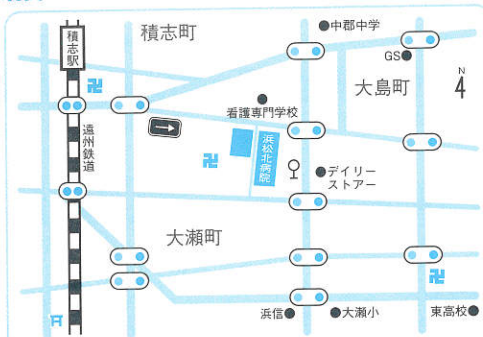 積志町
中郡中学
積志駅
GS
大島町
N
看護専門学校
遠州鉄道
浜松北病院
デイリー
ストアー
大瀬町
浜信
大瀬小
東高校